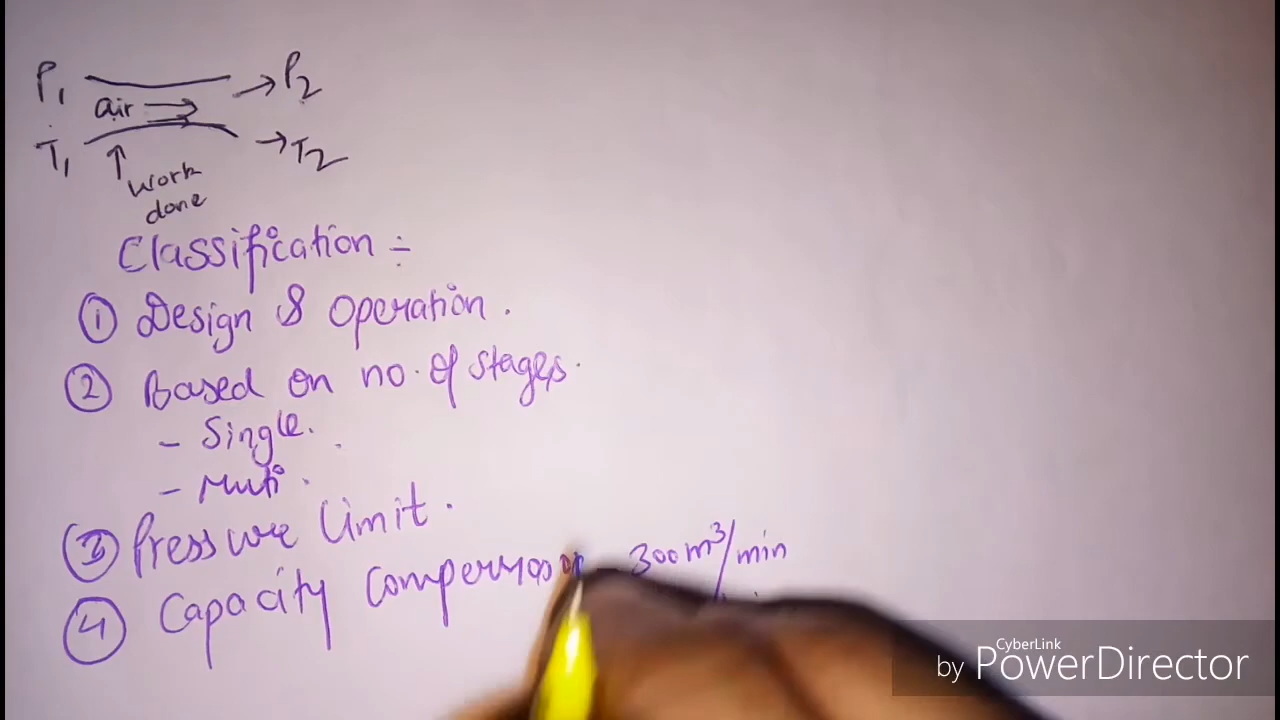 P1 → P2
air
T1 → T2
work
done
Classification ÷
① Design & Operation.
② Based on no. of stages.
- Single.
- Multi.
③ Pressure limit.
④ Capacity 300m³/min
CyberLink
by PowerDirector